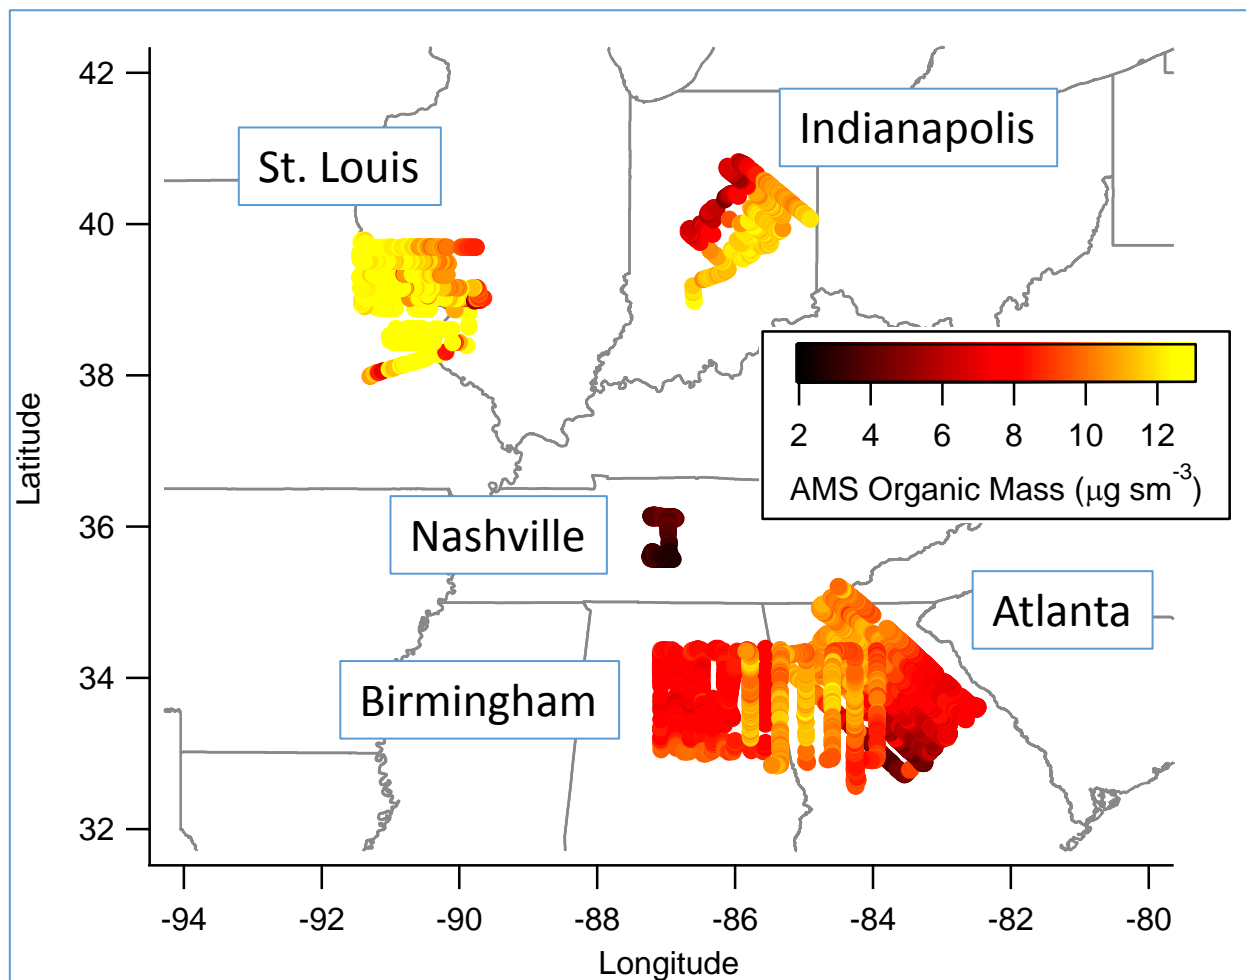 42
Indianapolis
St. Louis
40
38
2 4 6 8 10 12
AMS Organic Mass (µg sm⁻³)
Latitude
36
Nashville
Atlanta
34
Birmingham
32
-94 -92 -90 -88 -86 -84 -82 -80
Longitude